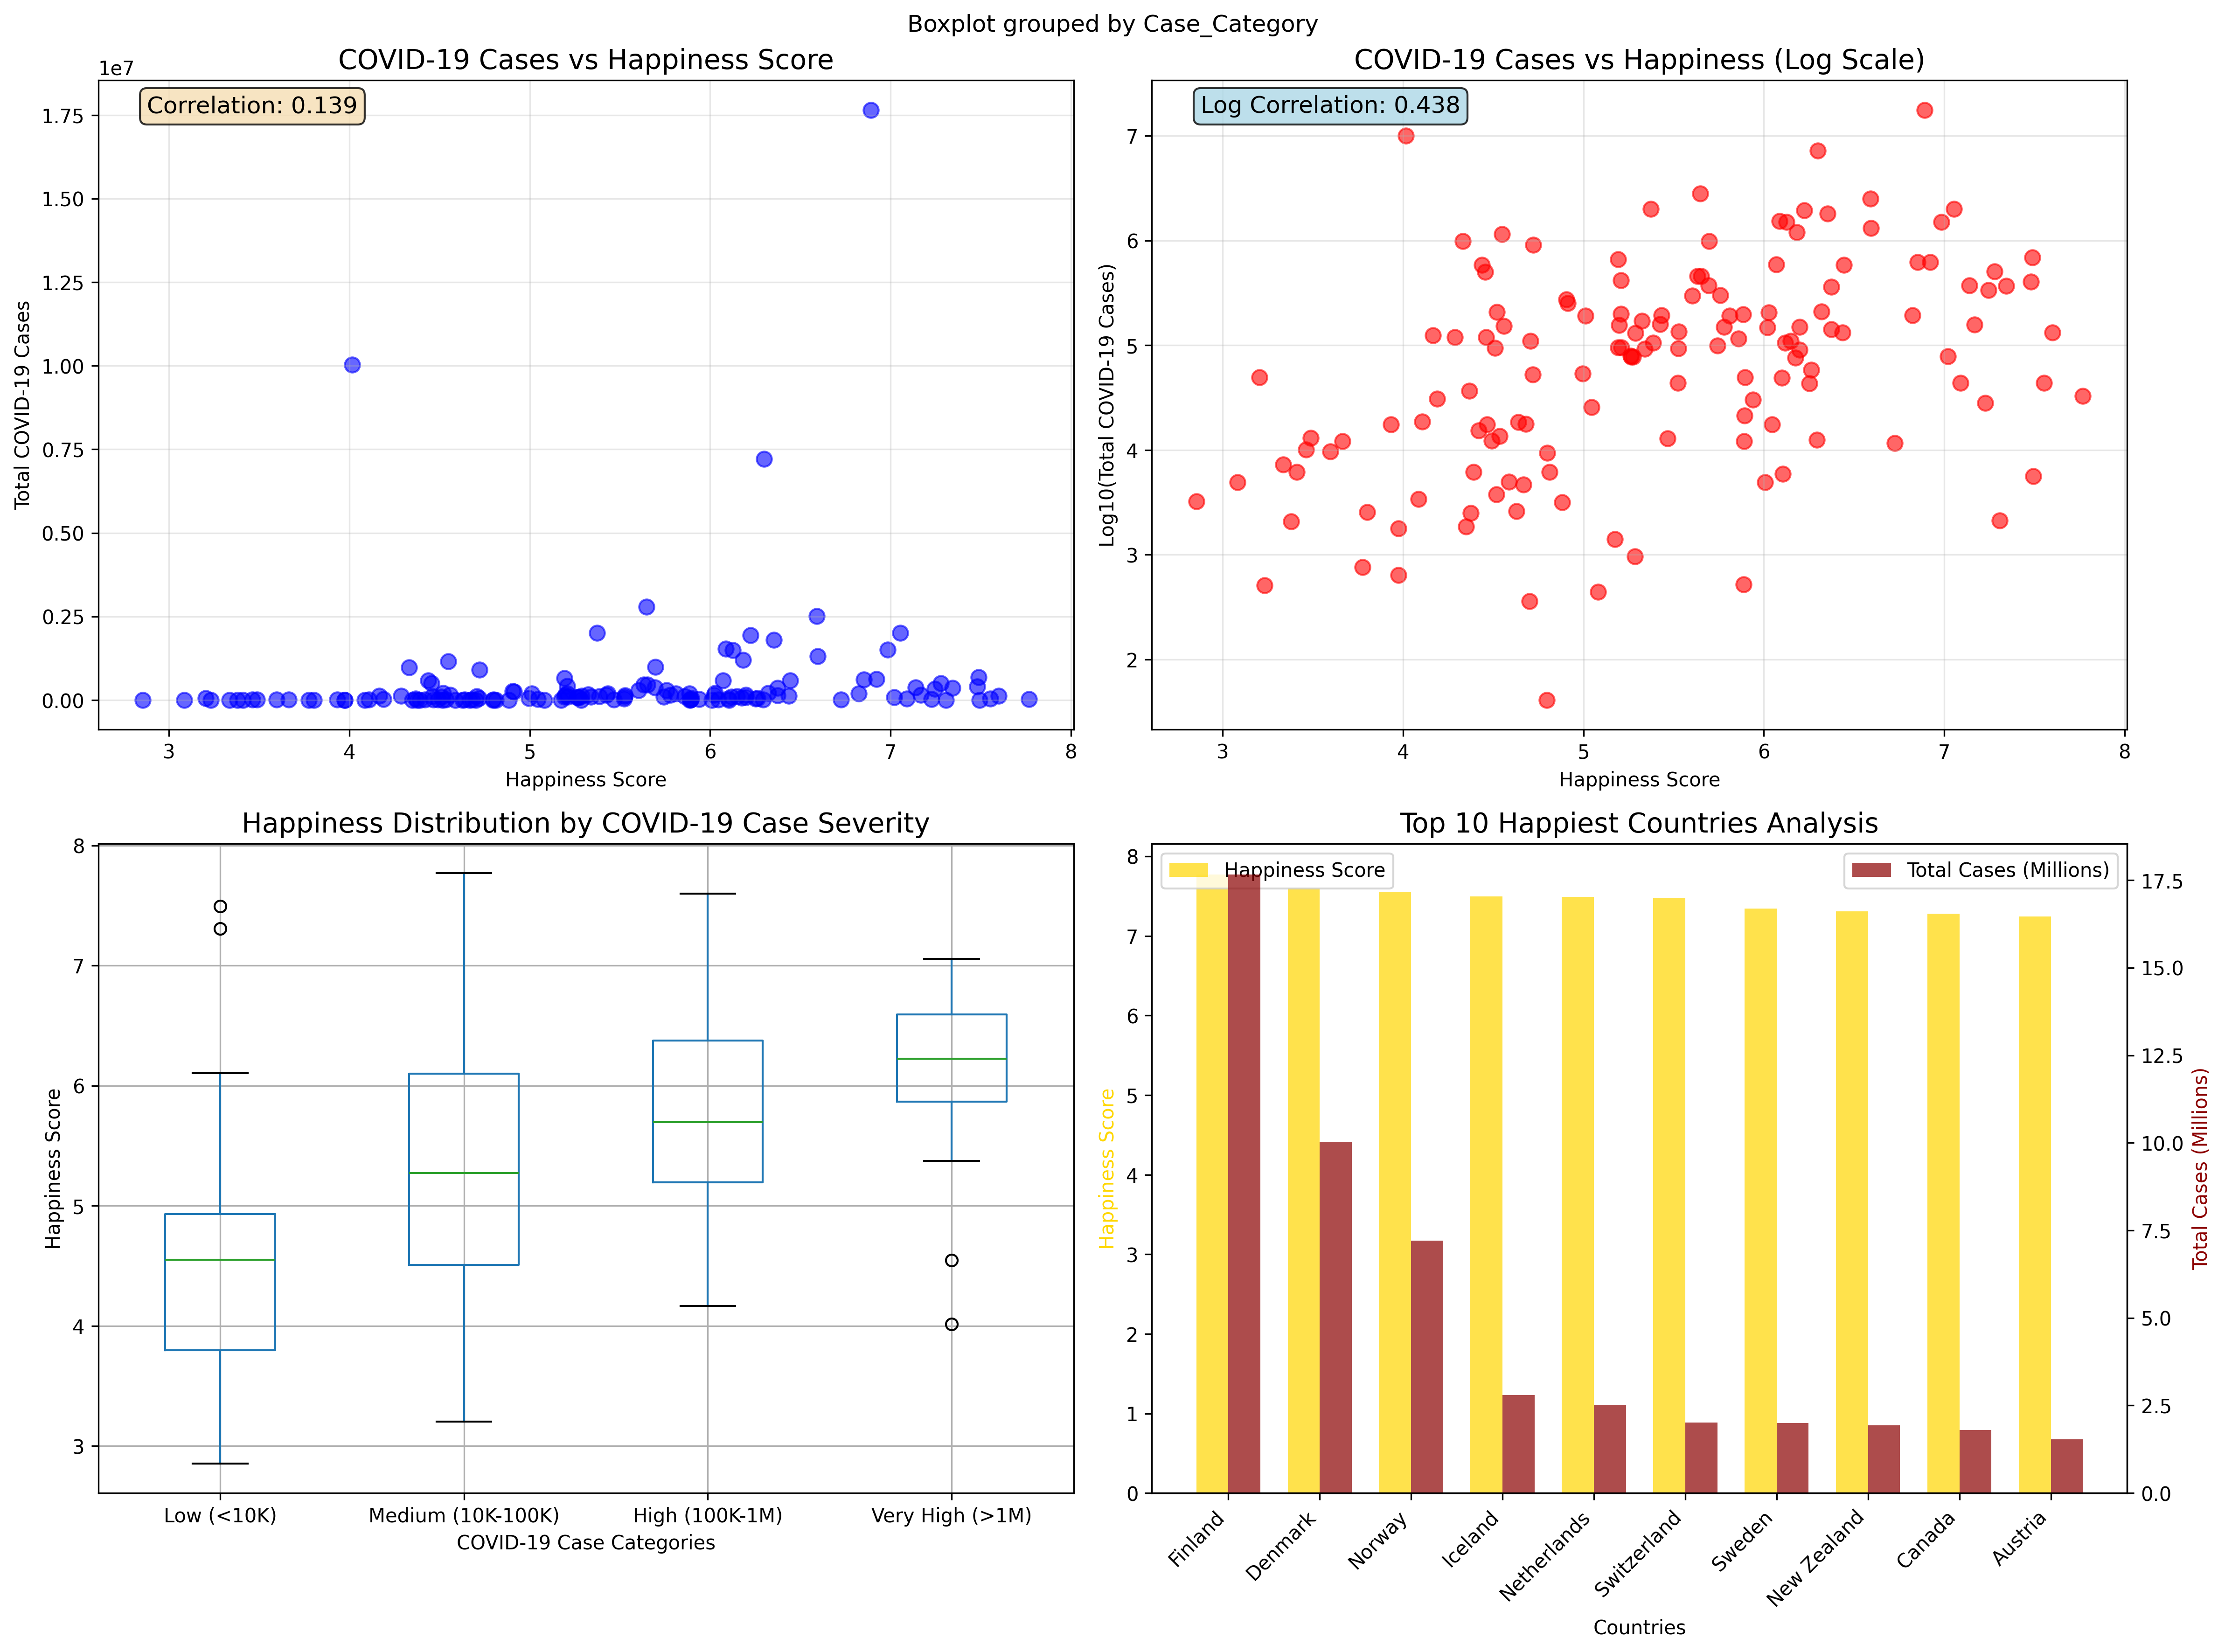 Boxplot grouped by Case_Category
COVID-19 Cases vs Happiness Score
1e7
Correlation: 0.139
1.75
1.50
1.25
1.00
0.75
0.50
0.25
0.00
Total COVID-19 Cases
3 4 5 6 7 8
Happiness Score
COVID-19 Cases vs Happiness (Log Scale)
Log Correlation: 0.438
7
6
5
4
3
2
Log10(Total COVID-19 Cases)
3 4 5 6 7 8
Happiness Score
Happiness Distribution by COVID-19 Case Severity
8
7
6
5
4
3
Happiness Score
Low (<10K) Medium (10K-100K) High (100K-1M) Very High (>1M)
COVID-19 Case Categories
Top 10 Happiest Countries Analysis
Happiness Score
Total Cases (Millions)
8
7
6
5
4
3
2
1
0
Happiness Score
17.5
15.0
12.5
10.0
7.5
5.0
2.5
0.0
Total Cases (Millions)
Finland
Denmark
Norway
Iceland
Netherlands
Switzerland
Sweden
New Zealand
Canada
Austria
Countries